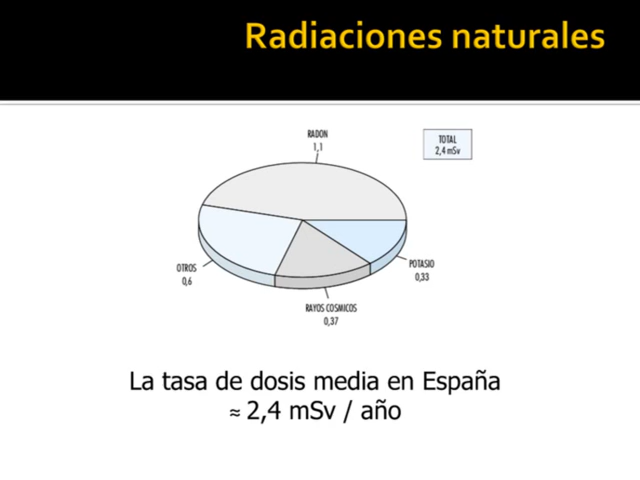 Radiaciones naturales
RADON
1,1
TOTAL
2,4 mSv
OTROS
0,6
POTASIO
0,33
RAYOS COSMICOS
0,37
La tasa de dosis media en España
≈ 2,4 mSv / año